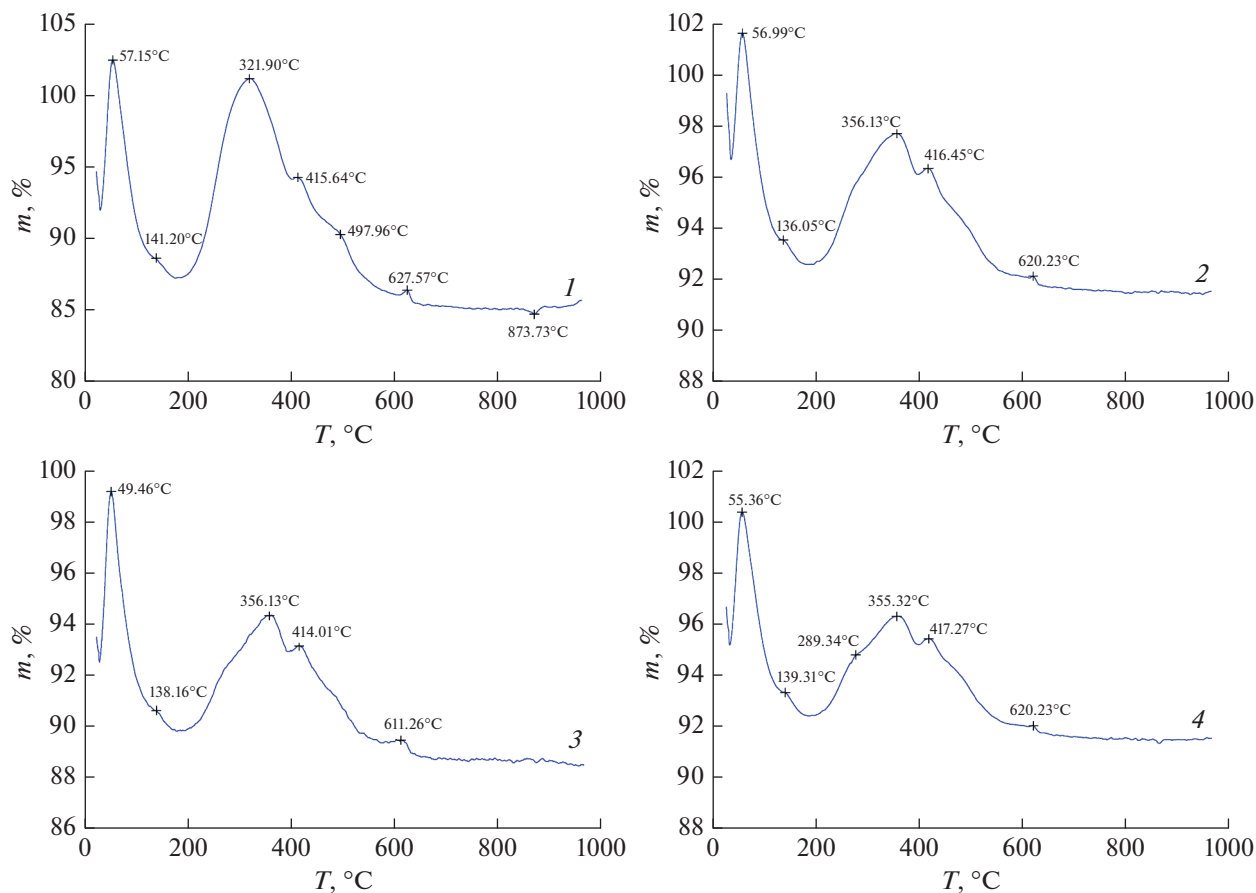 105
100
95
90
85
80
m, %
57.15°C
321.90°C
415.64°C
497.96°C
141.20°C
627.57°C
873.73°C
1
0 200 400 600 800 1000
T, °C
102
100
98
96
94
92
91
88
m, %
56.99°C
356.13°C
416.45°C
136.05°C
620.23°C
2
0 200 400 600 800 1000
T, °C
100
98
96
94
92
90
88
86
m, %
49.46°C
356.13°C
414.01°C
138.16°C
611.26°C
3
0 200 400 600 800 1000
T, °C
102
100
98
96
94
92
91
88
m, %
55.36°C
355.32°C
289.34°C
417.27°C
139.31°C
620.23°C
4
0 200 400 600 800 1000
T, °C